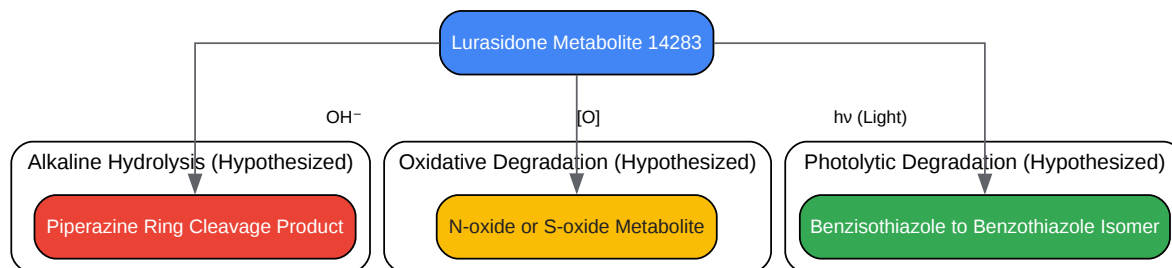 Lurasidone Metabolite 14283
OH⁻
[O]
hν (Light)
Alkaline Hydrolysis (Hypothesized)
Oxidative Degradation (Hypothesized)
Photolytic Degradation (Hypothesized)
Piperazine Ring Cleavage Product
N-oxide or S-oxide Metabolite
Benzisothiazole to Benzothiazole Isomer